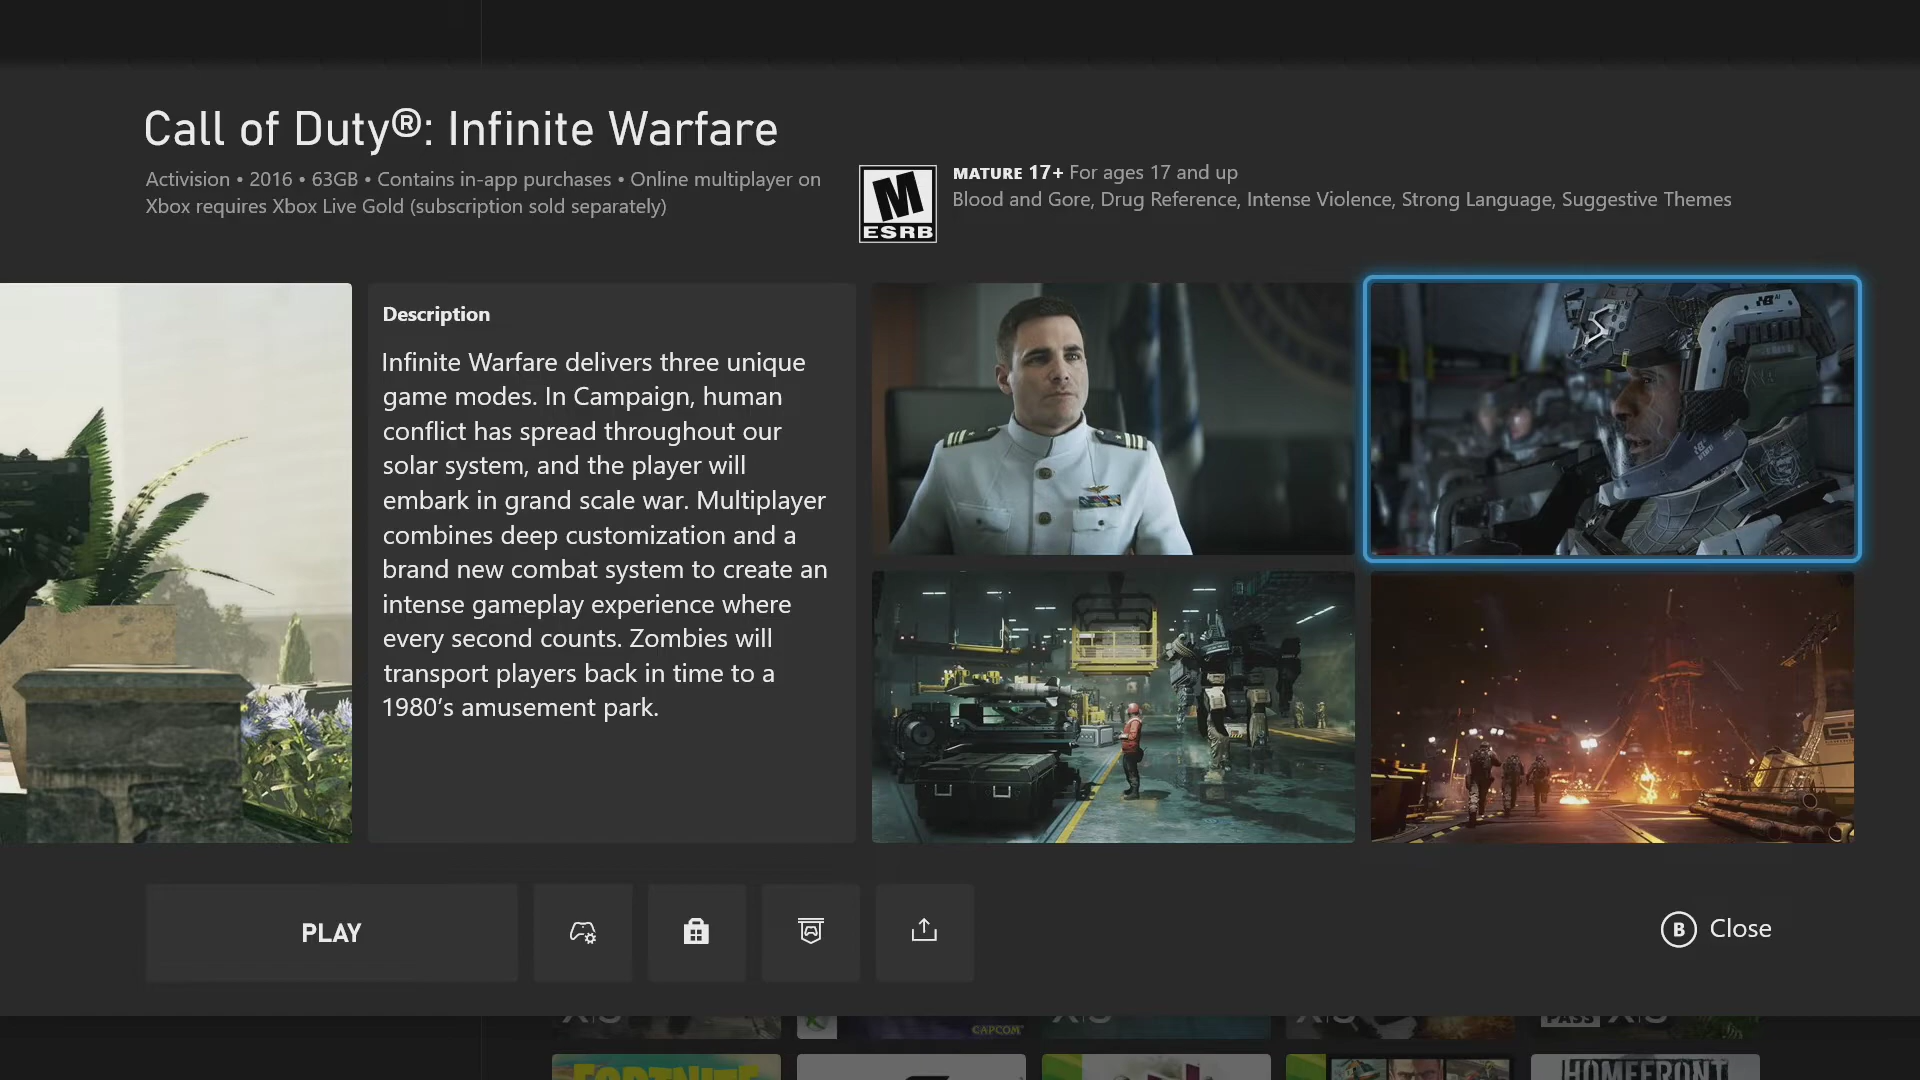 Call of Duty®: Infinite Warfare
Activision • 2016 • 63GB • Contains in-app purchases • Online multiplayer on
Xbox requires Xbox Live Gold (subscription sold separately)
M
ESRB
MATURE 17+ For ages 17 and up
Blood and Gore, Drug Reference, Intense Violence, Strong Language, Suggestive Themes
Description
Infinite Warfare delivers three unique
game modes. In Campaign, human
conflict has spread throughout our
solar system, and the player will
embark in grand scale war. Multiplayer
combines deep customization and a
brand new combat system to create an
intense gameplay experience where
every second counts. Zombies will
transport players back in time to a
1980's amusement park.
PLAY
B Close
X|S
CAPCOM
X|S
X|S
PASS X|S
FORTNITE
HOMEFRONT